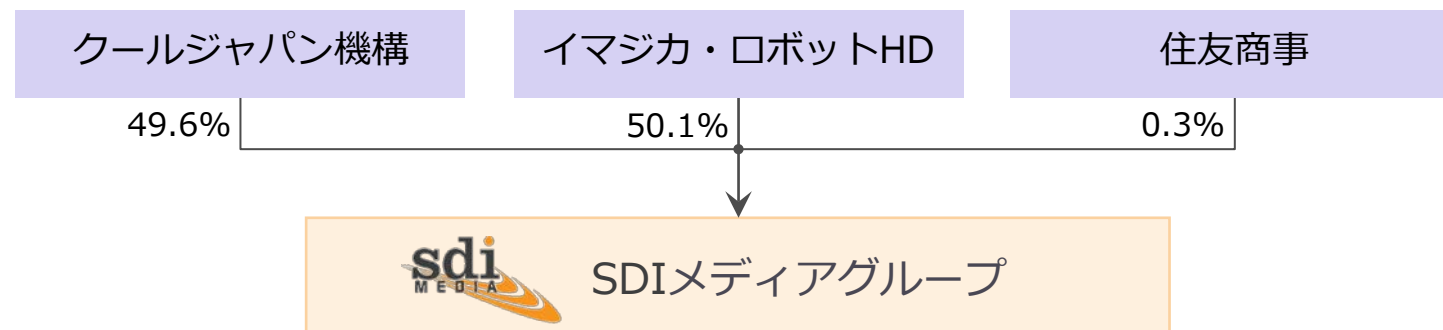 クールジャパン機構
イマジカ・ロボットHD
住友商事
49.6%
50.1%
0.3%
sdi
MEDIA
SDIメディアグループ